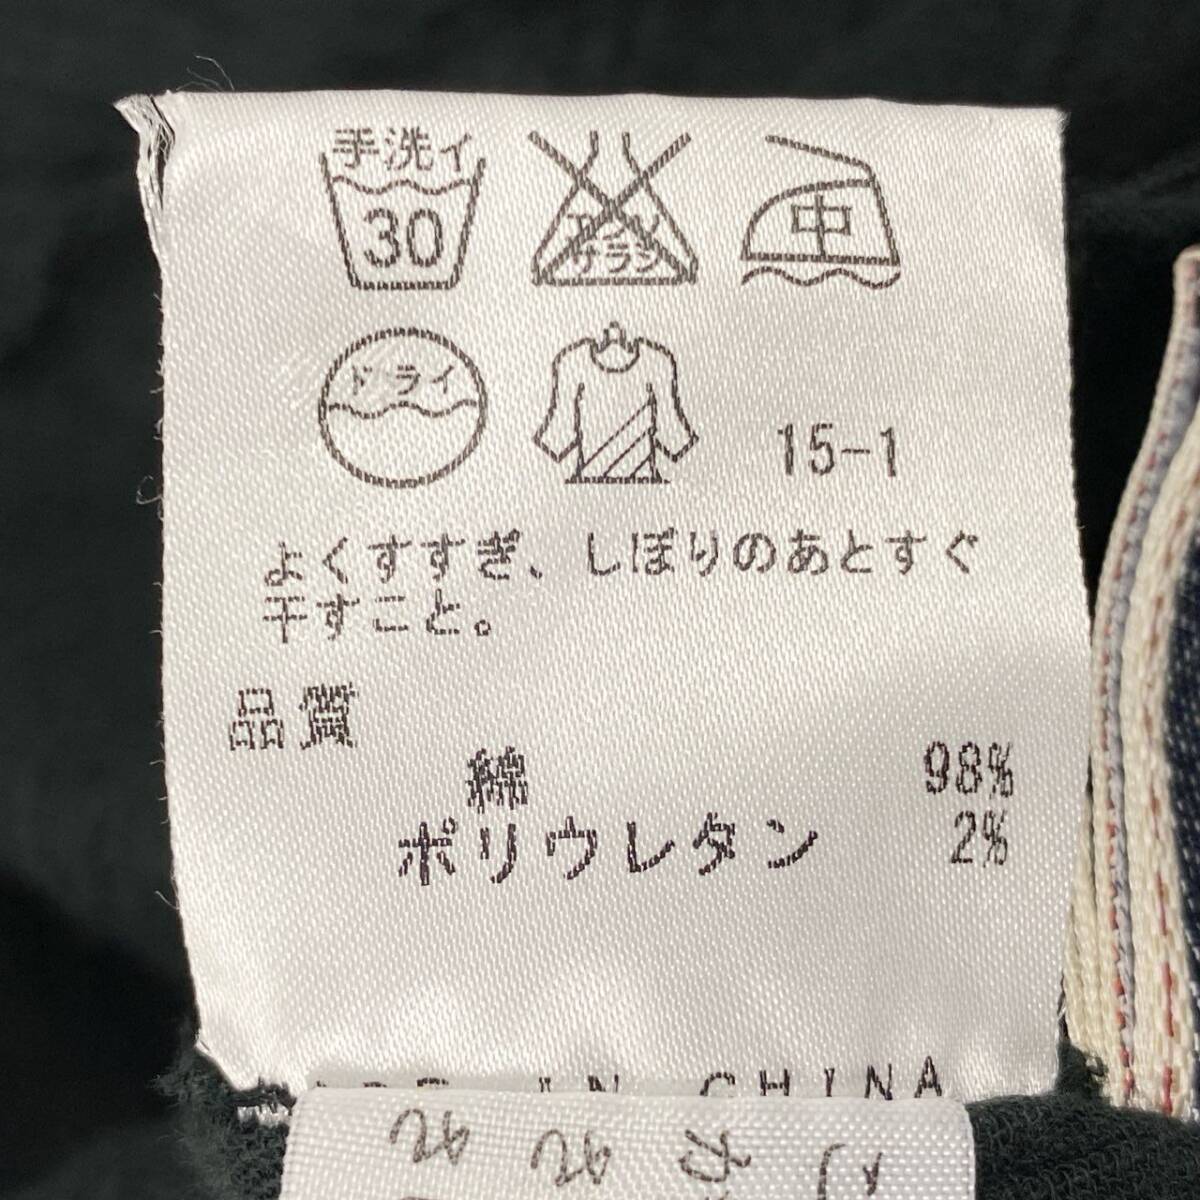 手洗イ
30
エンソ
サラシ
中
ドライ
15-1
よくすすぎ、しぼりのあとすぐ
干すこと。
品質
綿 98%
ポリウレタン 2%
IN CHINA